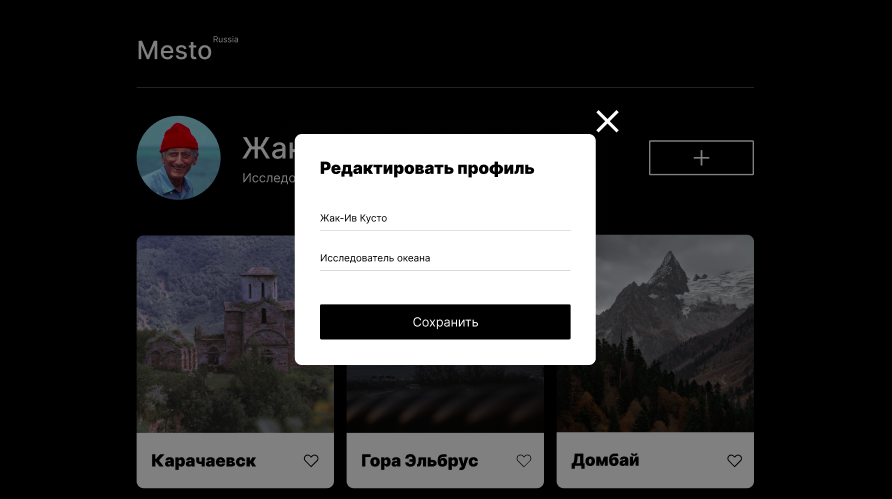 Mesto Russia
Редактировать профиль
Жак-Ив Кусто
Исследователь океана
Сохранить
Карачаевск
Гора Эльбрус
Домбай